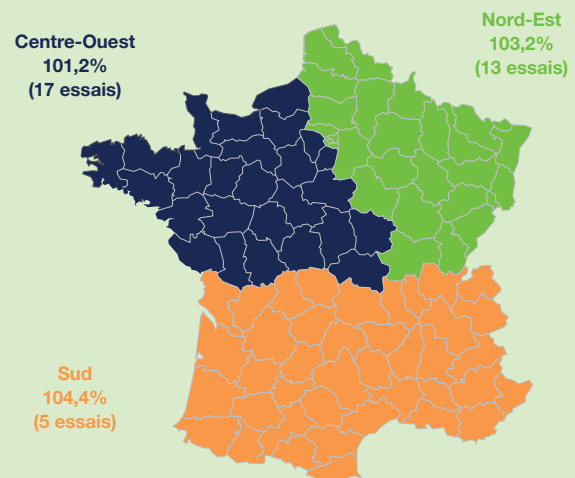 Centre-Ouest
101,2%
(17 essais)
Nord-Est
103,2%
(13 essais)
Sud
104,4%
(5 essais)